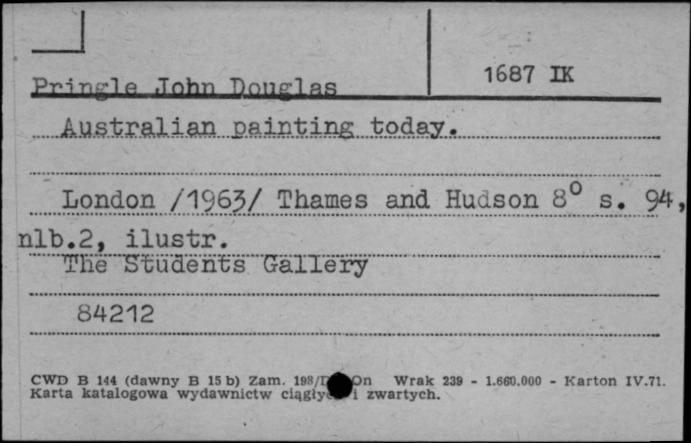 1687 IK
Pringle John Douglas
Australian painting today.
London /1963/ Thames and Hudson 8° s. 94,
nlb.2, ilustr.
The Students Gallery
84212
CWD B 144 (dawny B 15 b) Zam. On Wrak 239 - 1.660.000 - Karton IV.71.
Karta katalogowa wydawnictw i zwartych.